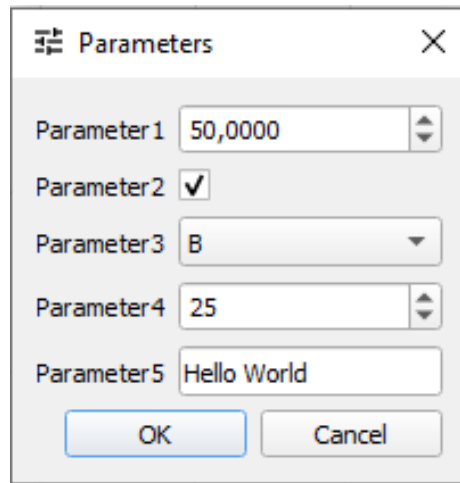 Parameters
Parameter1 50,0000
Parameter2
Parameter3 B
Parameter4 25
Parameter5 Hello World
OK Cancel